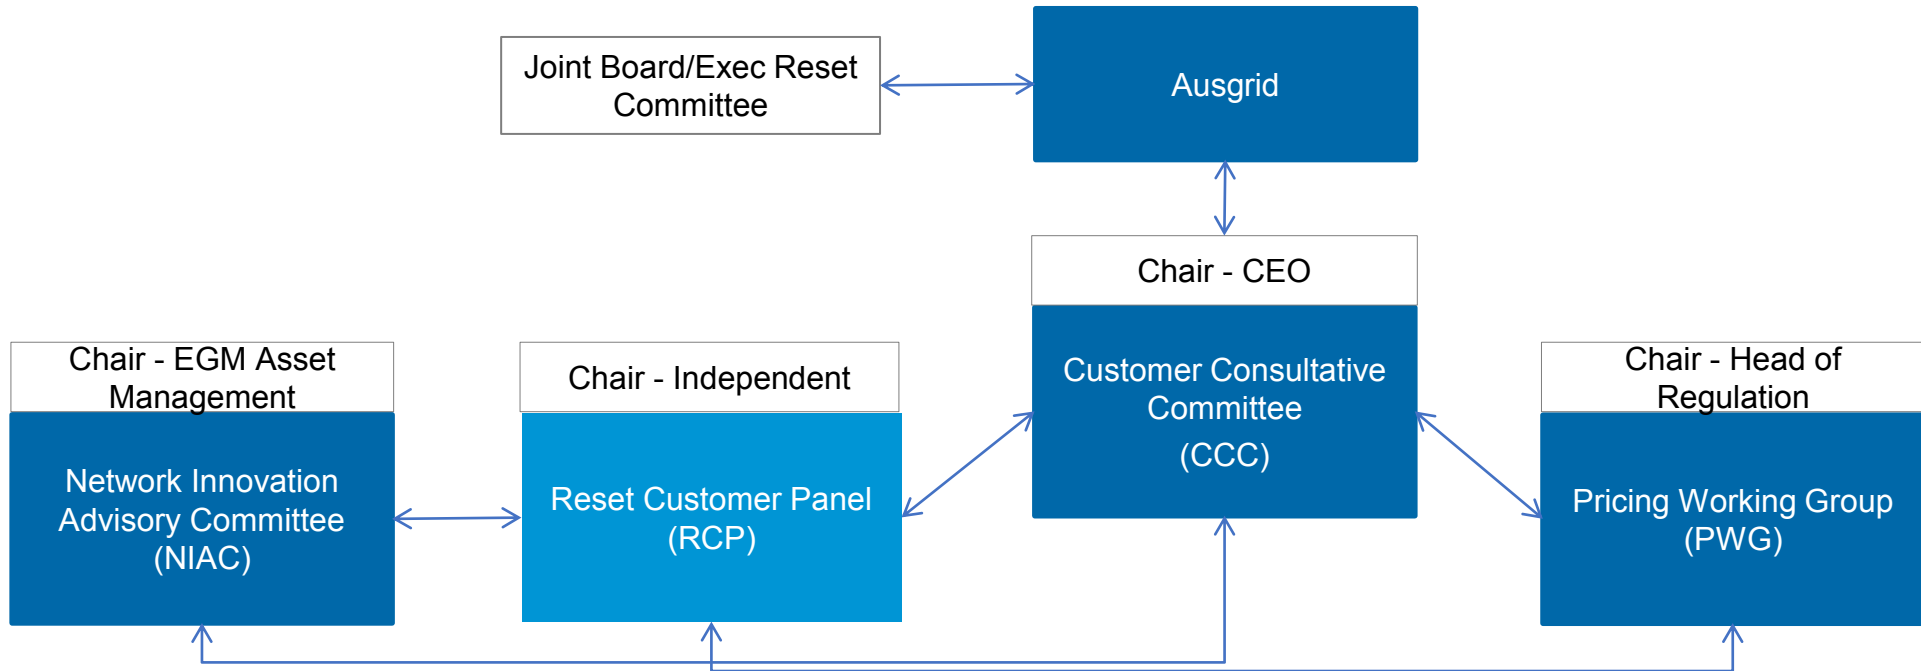 Joint Board/Exec Reset
Committee
Ausgrid
Chair - CEO
Customer Consultative
Committee
(CCC)
Chair - EGM Asset
Management
Network Innovation
Advisory Committee
(NIAC)
Chair - Independent
Reset Customer Panel
(RCP)
Chair - Head of
Regulation
Pricing Working Group
(PWG)